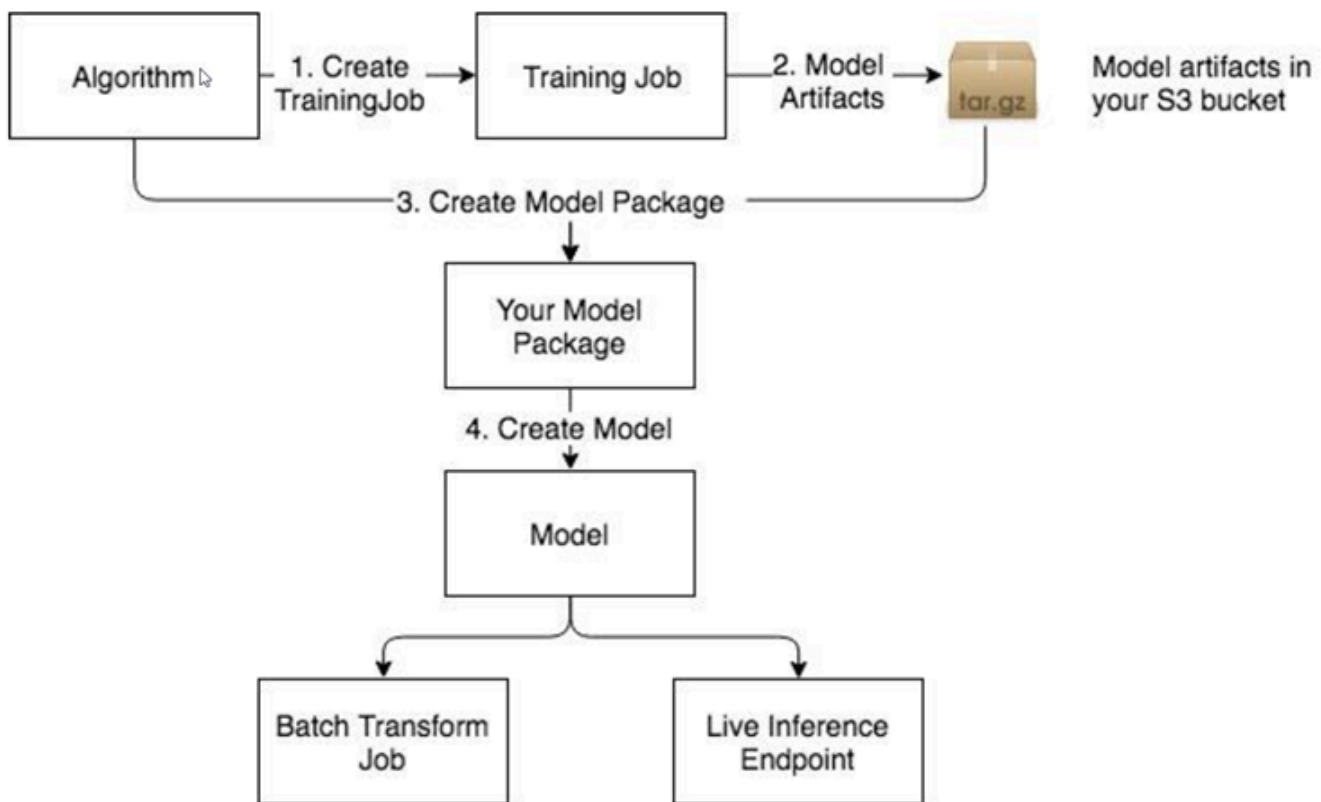 Algorithm
1. Create
TrainingJob
Training Job
2. Model
Artifacts
tar.gz
Model artifacts in
your S3 bucket
3. Create Model Package
Your Model
Package
4. Create Model
Model
Batch Transform
Job
Live Inference
Endpoint